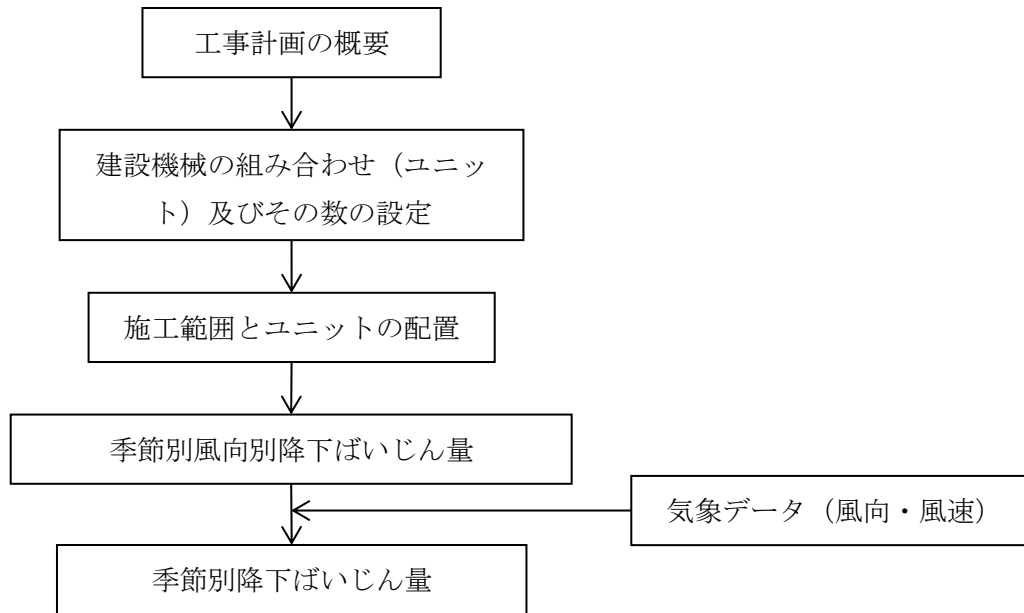 工事計画の概要
建設機械の組み合わせ（ユニッ
ト）及びその数の設定
施工範囲とユニットの配置
季節別風向別降下ばいじん量
気象データ（風向・風速）
季節別降下ばいじん量